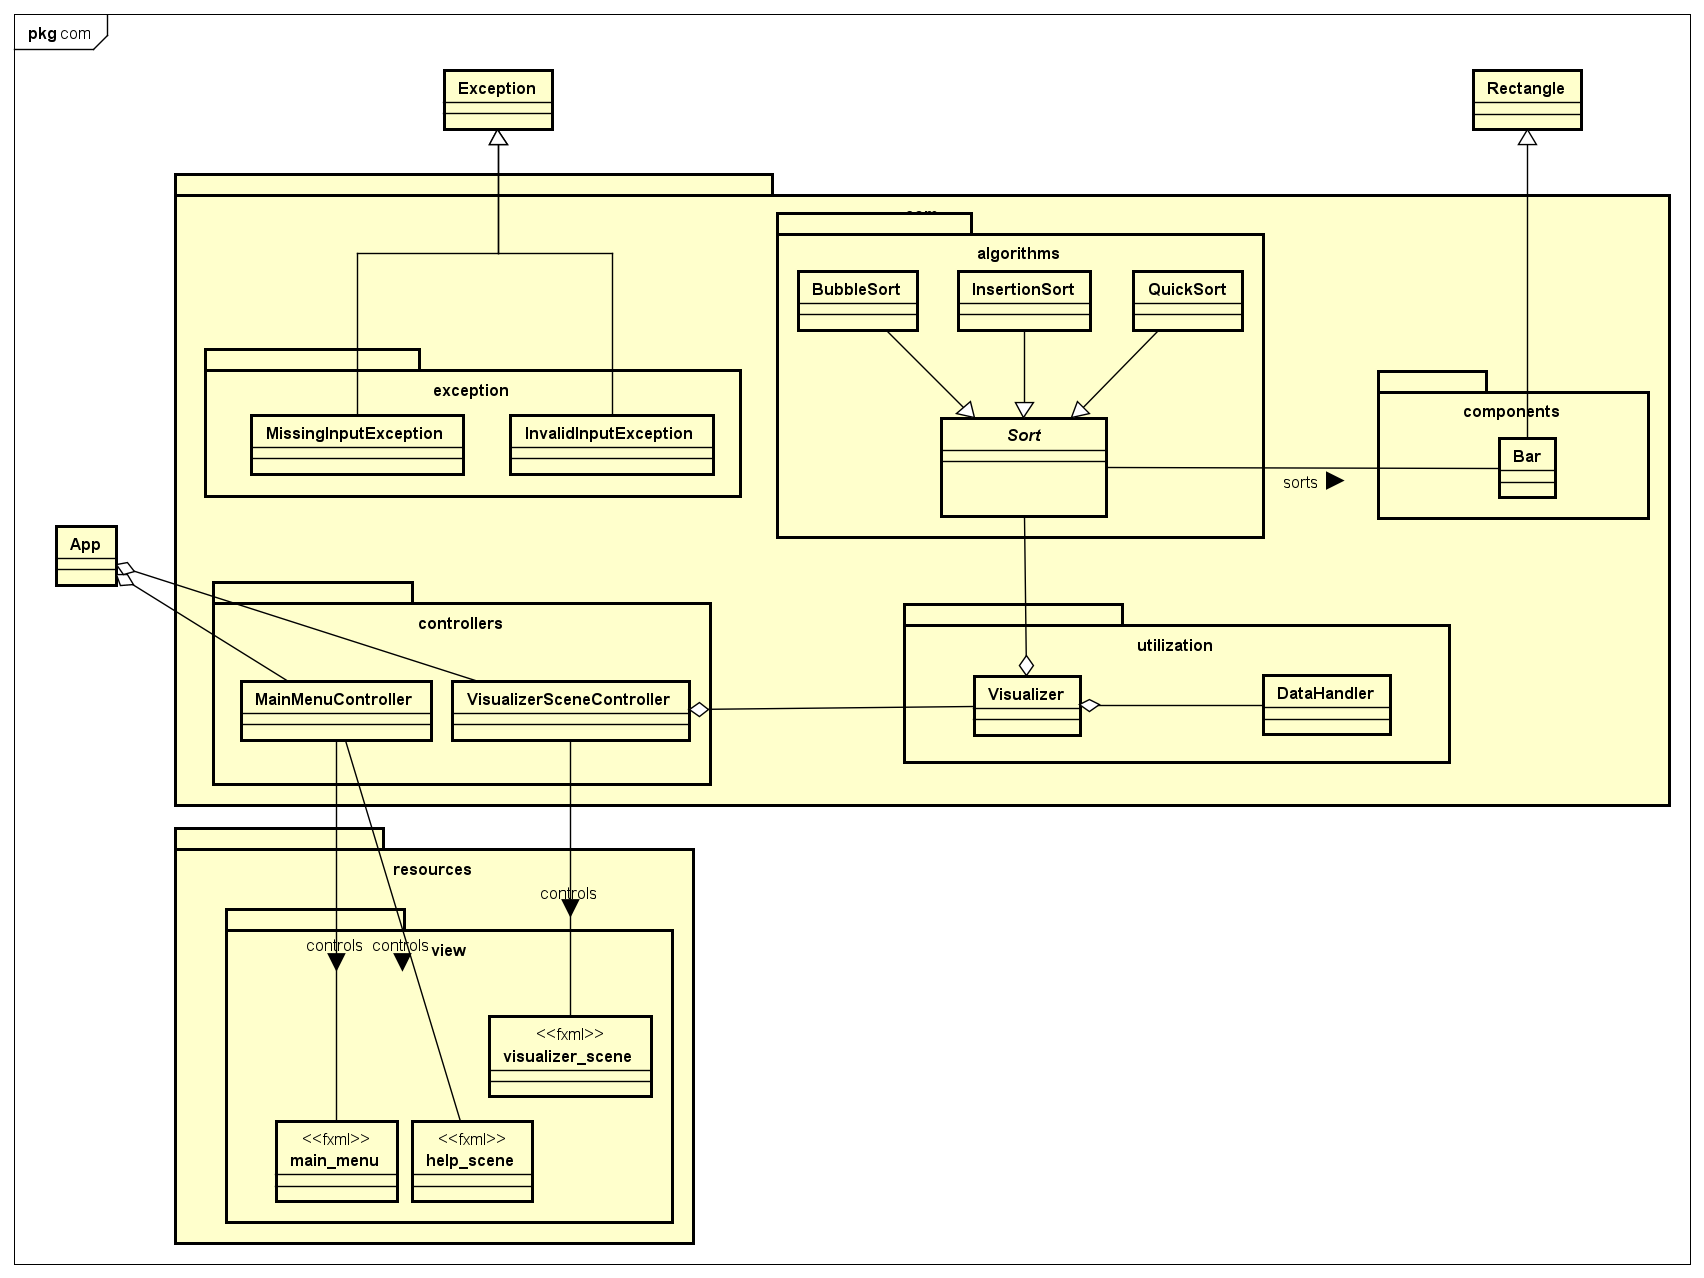 pkg com
Exception
Rectangle
algorithms
BubbleSort
InsertionSort
QuickSort
exception
components
MissingInputException
InvalidInputException
Sort
Bar
sorts
App
controllers
utilization
MainMenuController
VisualizerSceneController
Visualizer
DataHandler
resources
controls
controls
controls
view
<<fxml>>
visualizer_scene
<<fxml>>
main_menu
<<fxml>>
help_scene